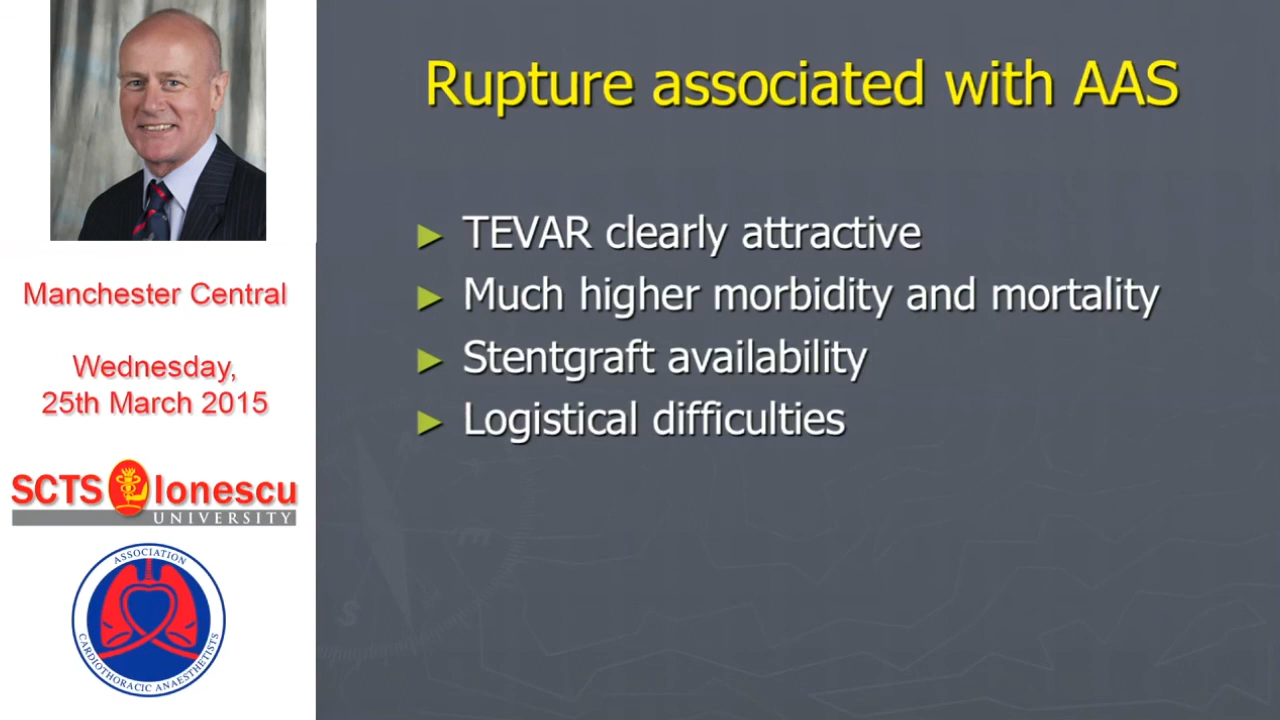 Manchester Central
Wednesday,
25th March 2015
SCTS Ionescu
UNIVERSITY
ASSOCIATION
CARDIOTHORACIC ANAESTHETISTS
Rupture associated with AAS
► TEVAR clearly attractive
► Much higher morbidity and mortality
► Stentgraft availability
► Logistical difficulties
S